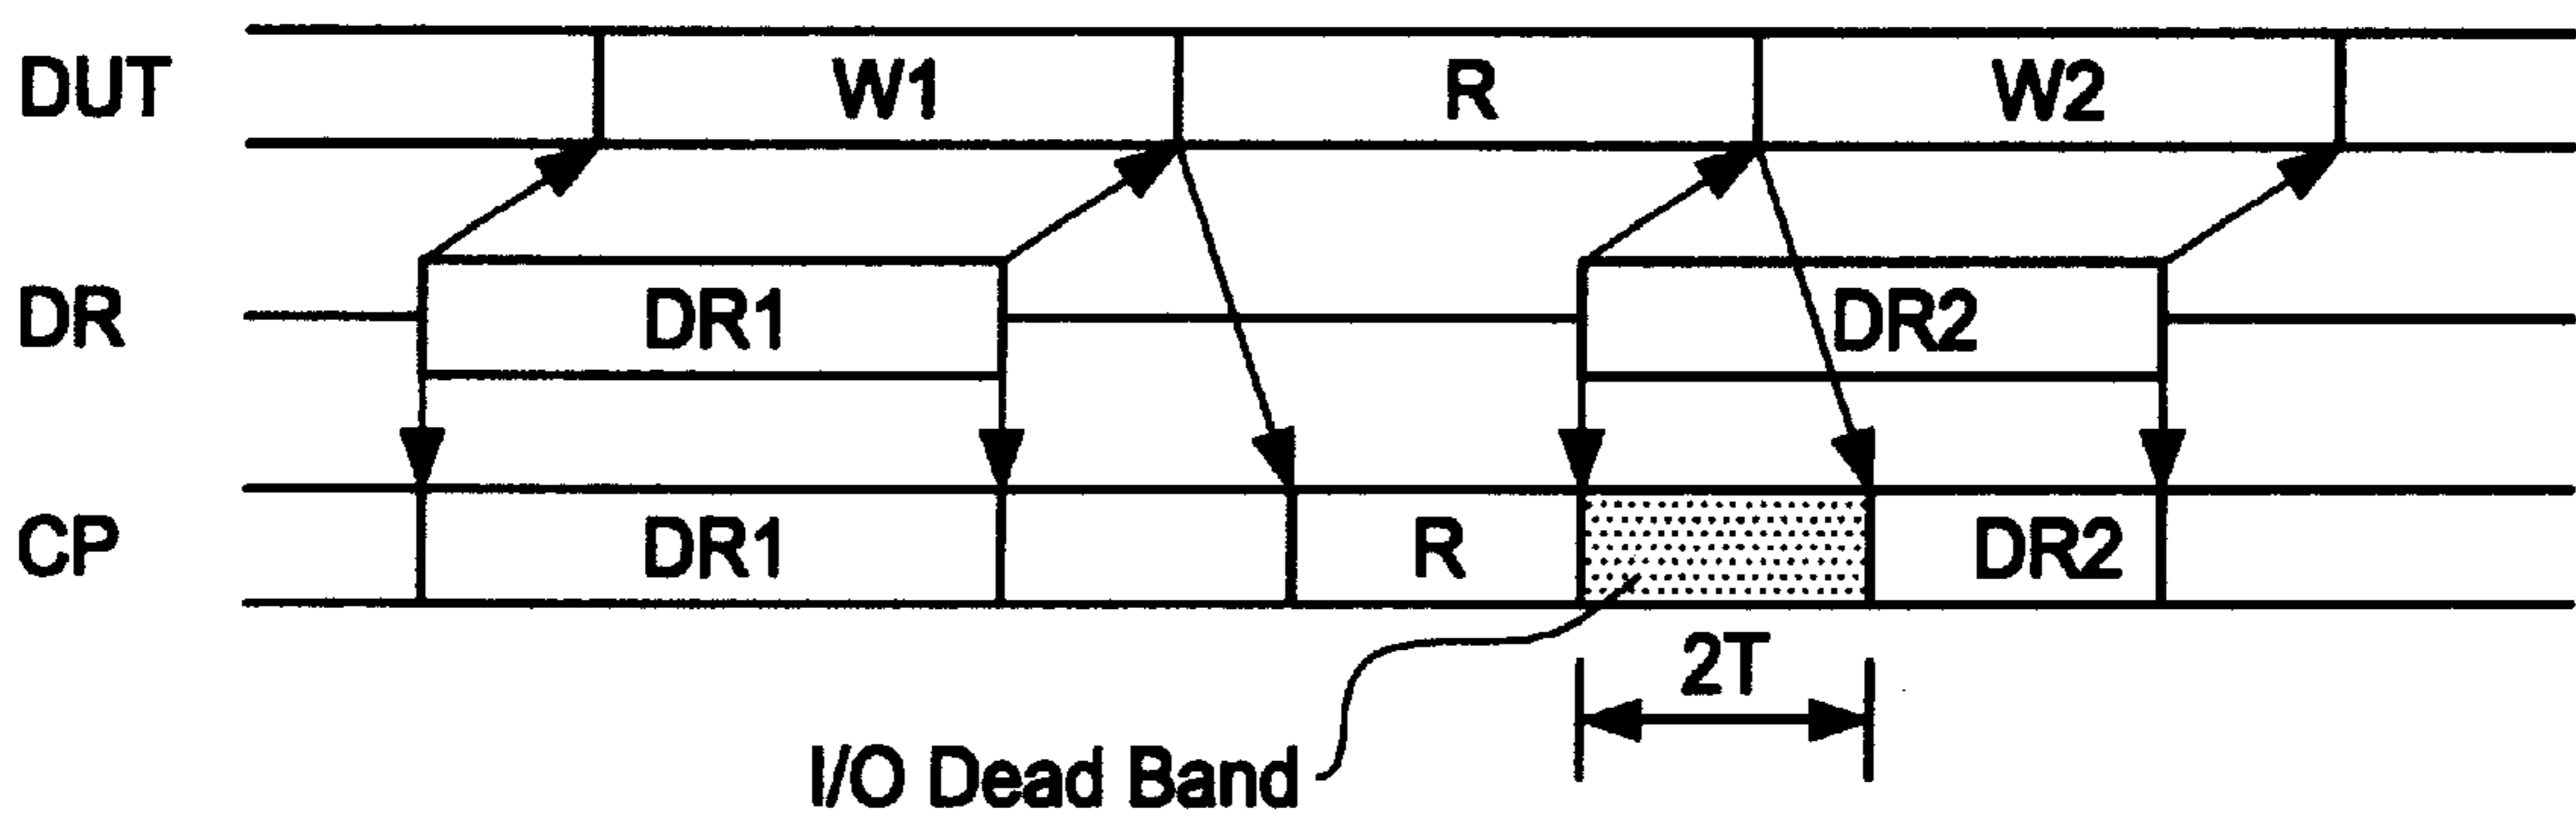 DUT W1 R W2
DR DR1 DR2
CP DR1 R DR2
2T
I/O Dead Band